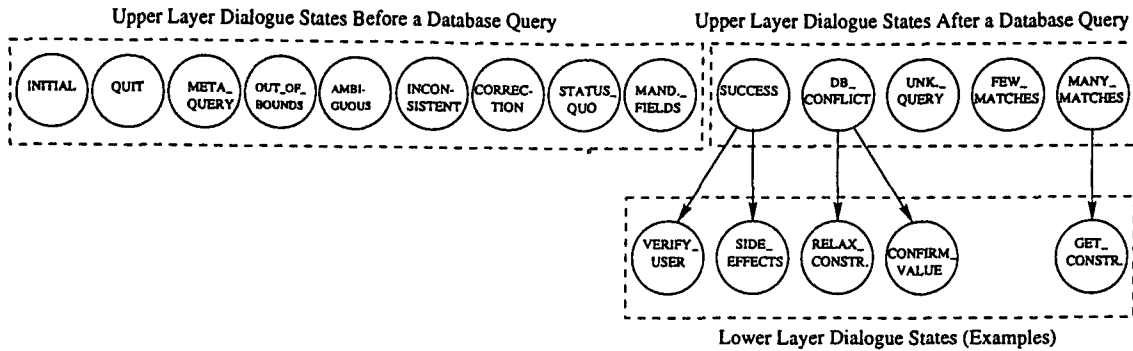 Upper Layer Dialogue States Before a Database Query
Upper Layer Dialogue States After a Database Query
INITIAL
QUIT
META_
QUERY
OUT_OF_
BOUNDS
AMBI-
GUOUS
INCON-
SISTENT
CORREC-
TION
STATUS_
QUO
MAND._
FIELDS
SUCCESS
DB_
CONFLICT
UNK._
QUERY
FEW_
MATCHES
MANY_
MATCHES
VERIFY_
USER
SIDE_
EFFECTS
RELAX_
CONSTR.
CONFIRM_
VALUE
GET_
CONSTR.
Lower Layer Dialogue States (Examples)